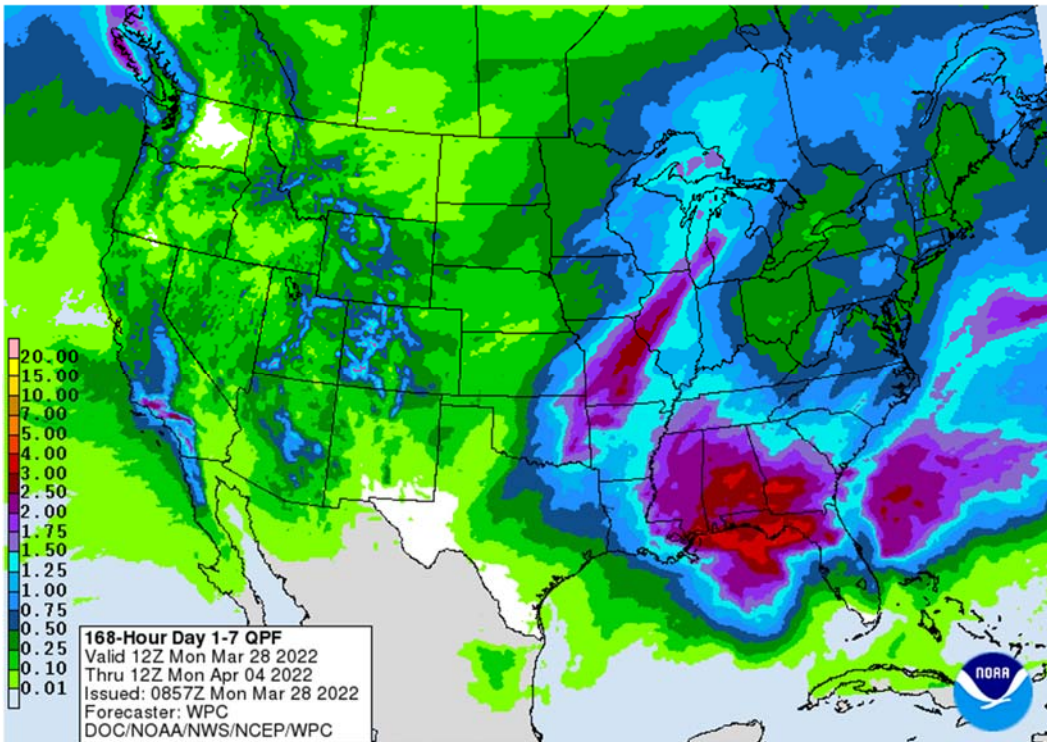 20.00
15.00
10.00
7.00
5.00
4.00
3.00
2.50
2.00
1.75
1.50
1.25
1.00
0.75
0.50
0.25
0.10
0.01
168-Hour Day 1-7 QPF
Valid 12Z Mon Mar 28 2022
Thru 12Z Mon Apr 04 2022
Issued: 0857Z Mon Mar 28 2022
Forecaster: WPC
DOC/NOAA/NWS/NCEP/WPC
NOAA